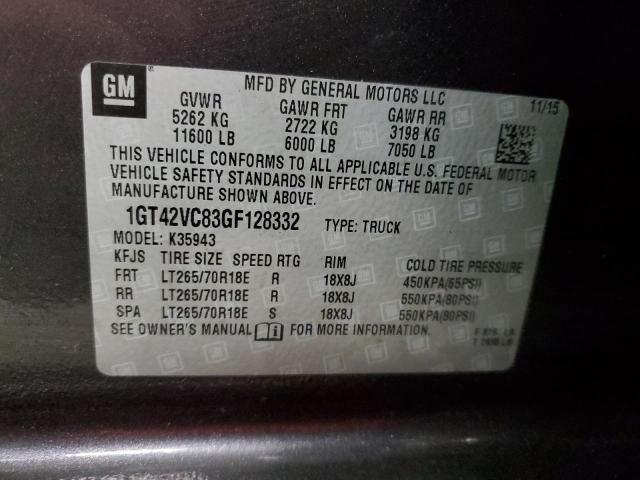 GM
MFD BY GENERAL MOTORS LLC
11/15
GVWR GAWR FRT GAWR RR
5262 KG 2722 KG 3198 KG
11600 LB 6000 LB 7050 LB
THIS VEHICLE CONFORMS TO ALL APPLICABLE U.S. FEDERAL MOTOR
VEHICLE SAFETY STANDARDS IN EFFECT ON THE DATE OF
MANUFACTURE SHOWN ABOVE.
1GT42VC83GF128332 TYPE: TRUCK
MODEL: K35943
KFJS TIRE SIZE SPEED RTG RIM COLD TIRE PRESSURE
FRT LT265/70R18E R 18X8J 450KPA(65PSI)
RR LT265/70R18E R 18X8J 550KPA(80PSI)
SPA LT265/70R18E S 18X8J 550KPA(80PSI)
SEE OWNER'S MANUAL FOR MORE INFORMATION.